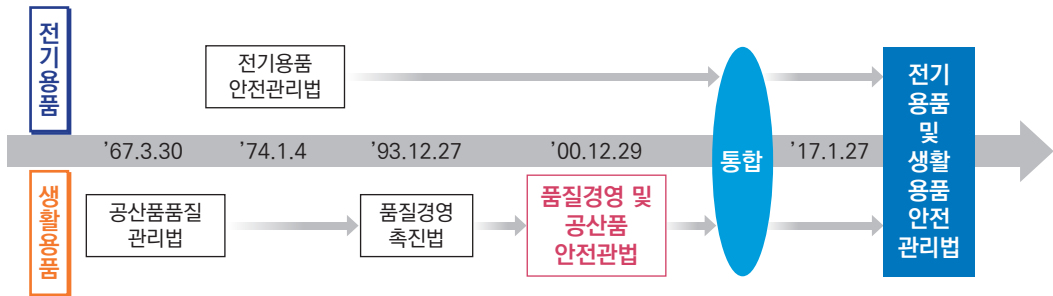 전기용품
전기용품
안전관리법
'67.3.30
'74.1.4
'93.12.27
'00.12.29
통합
'17.1.27
전기
용품
및
생활
용품
안전
관리법
생활용품
공산품품질
관리법
품질경영
촉진법
품질경영 및
공산품
안전관법